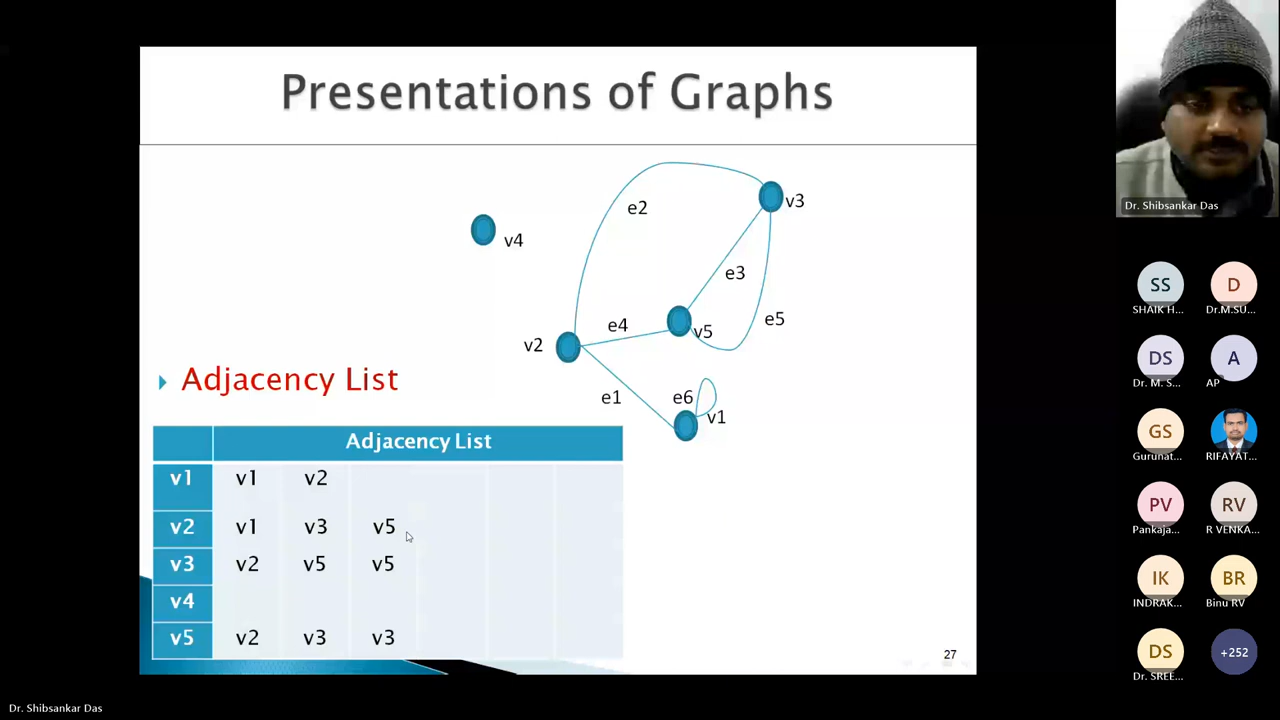 Presentations of Graphs
v3
e2
v4
e3
e5
v5
e4
v2
e6
e1
v1
Adjacency List
Adjacency List
v1 v1 v2
v2 v1 v3 v5
v3 v2 v5 v5
v4
v5 v2 v3 v3
27
Dr. Shibsankar Das
SS D
SHAIK H... Dr.M.SU...
DS A
Dr. M. S... AP
GS
Gurunat... RIFAYAT...
PV RV
Pankaja... R VENKA...
IK BR
INDRAK... Binu RV
DS +252
Dr. SREE...
Dr. Shibsankar Das